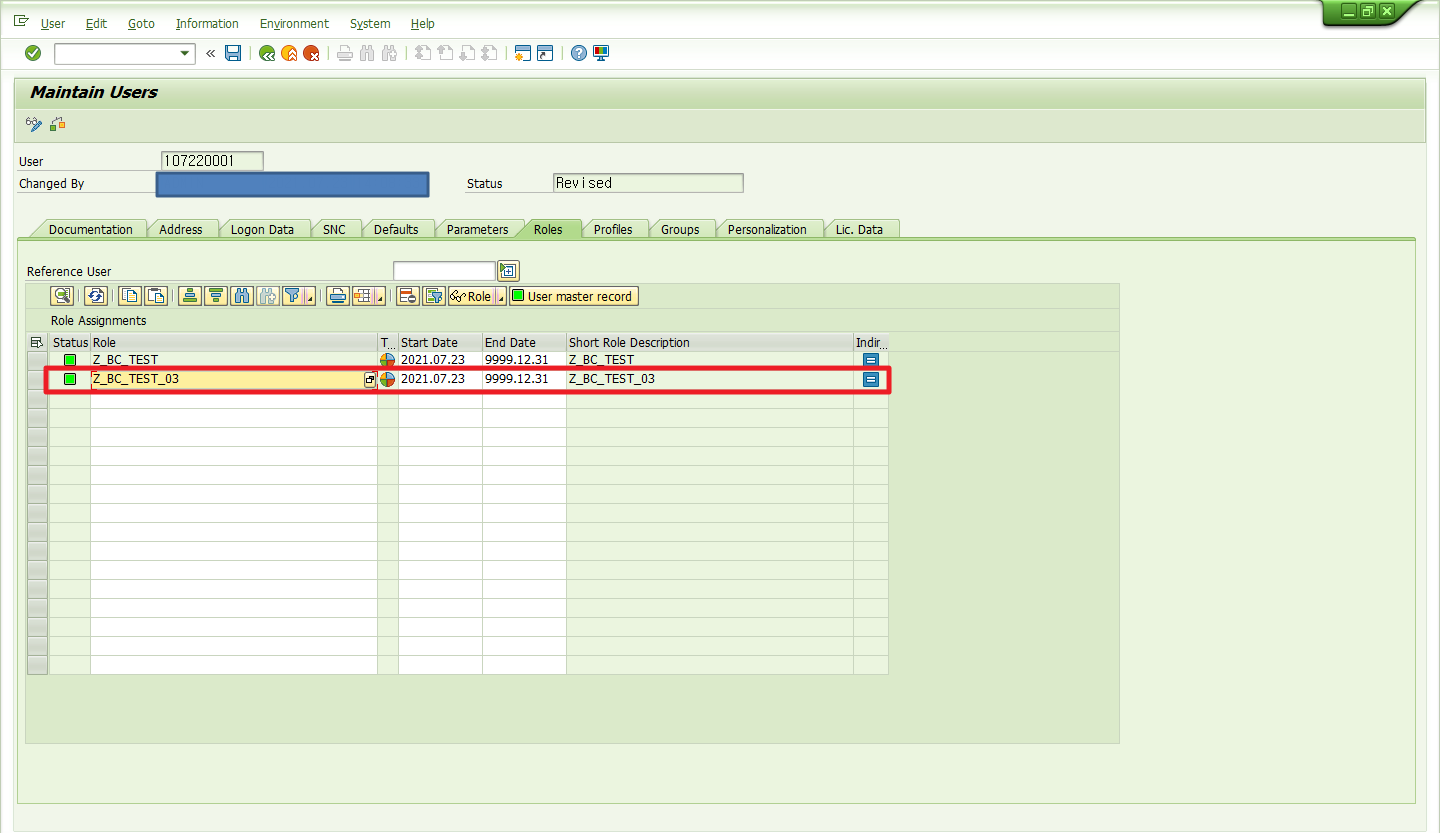 User Edit Goto Information Environment System Help
Maintain Users
User 107220001
Changed By Status Revised
Documentation Address Logon Data SNC Defaults Parameters Roles Profiles Groups Personalization Lic. Data
Reference User
Role User master record
Role Assignments
Status Role T... Start Date End Date Short Role Description Indir...
Z_BC_TEST 2021.07.23 9999.12.31 Z_BC_TEST
Z_BC_TEST_03 2021.07.23 9999.12.31 Z_BC_TEST_03